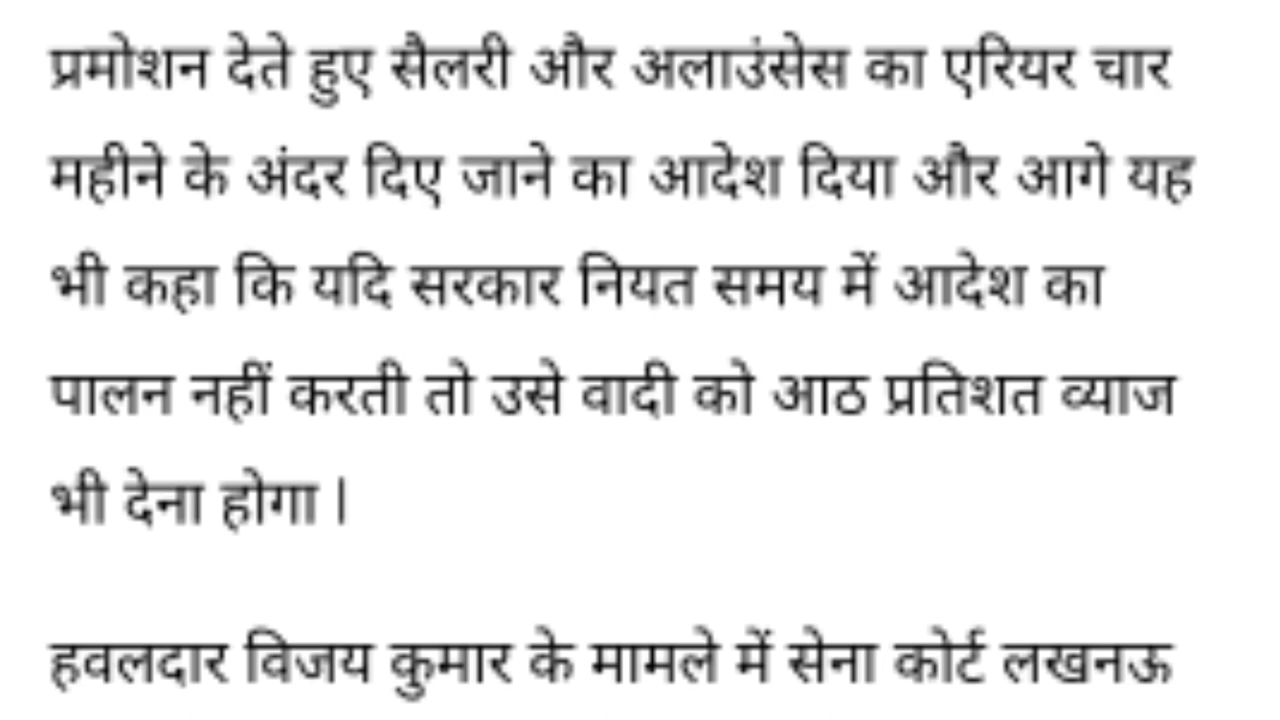 प्रमोशन देते हुए सैलरी और अलाउंसेस का एरियर चार
महीने के अंदर दिए जाने का आदेश दिया और आगे यह
भी कहा कि यदि सरकार नियत समय में आदेश का
पालन नहीं करती तो उसे वादी को आठ प्रतिशत व्याज
भी देना होगा |
हवलदार विजय कुमार के मामले में सेना कोर्ट लखनऊ